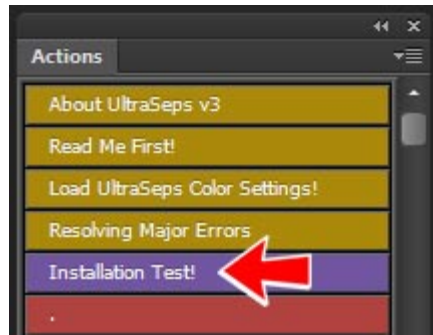 Actions
About UltraSeps v3
Read Me First!
Load UltraSeps Color Settings!
Resolving Major Errors
Installation Test!
.